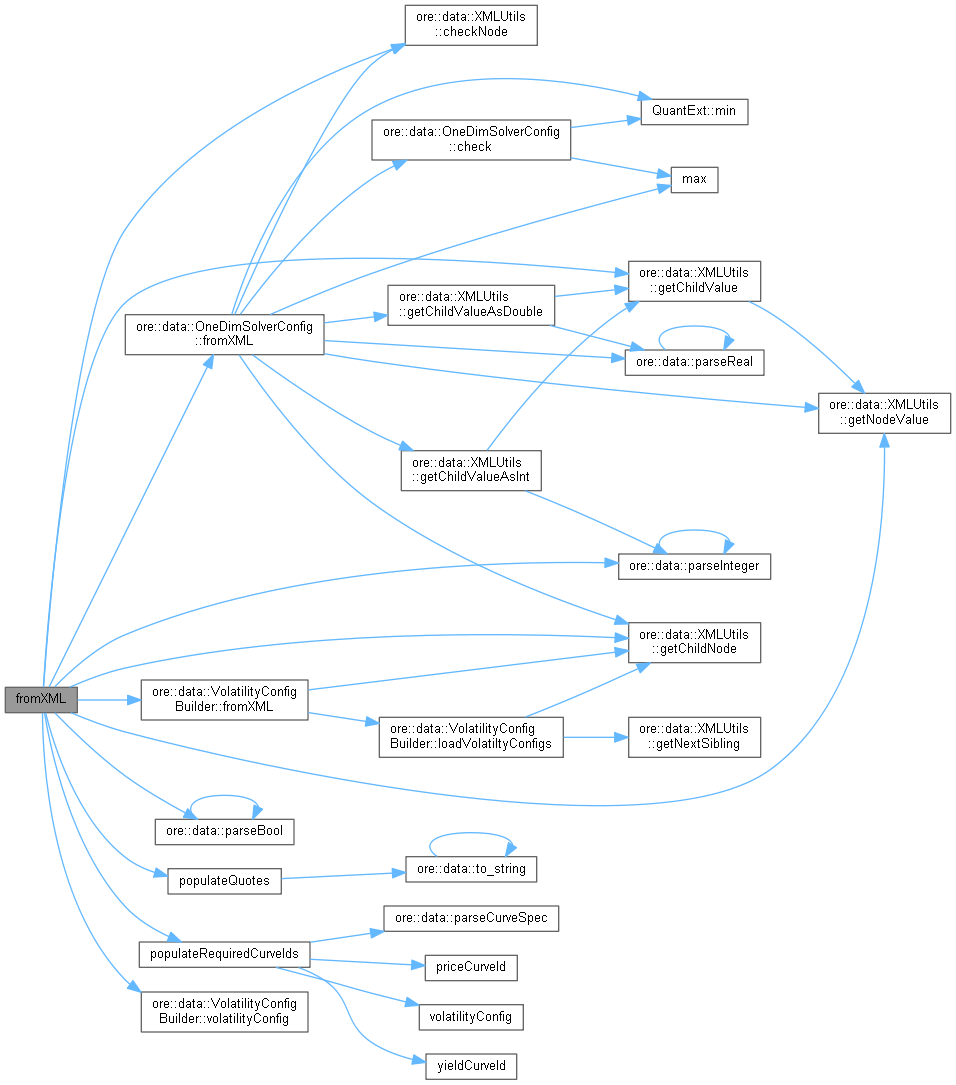 ore::data::XMLUtils
::checkNode
QuantExt::min
ore::data::OneDimSolverConfig
::check
max
ore::data::XMLUtils
::getChildValue
ore::data::XMLUtils
::getChildValueAsDouble
ore::data::OneDimSolverConfig
::fromXML
ore::data::parseReal
ore::data::XMLUtils
::getNodeValue
ore::data::XMLUtils
::getChildValueAsInt
ore::data::parseInteger
ore::data::XMLUtils
::getChildNode
fromXML
ore::data::VolatilityConfig
Builder::fromXML
ore::data::VolatilityConfig
Builder::loadVolatiltyConfigs
ore::data::XMLUtils
::getNextSibling
ore::data::parseBool
ore::data::to_string
populateQuotes
ore::data::parseCurveSpec
populateRequiredCurveIds
priceCurveId
ore::data::VolatilityConfig
Builder::volatilityConfig
volatilityConfig
yieldCurveId